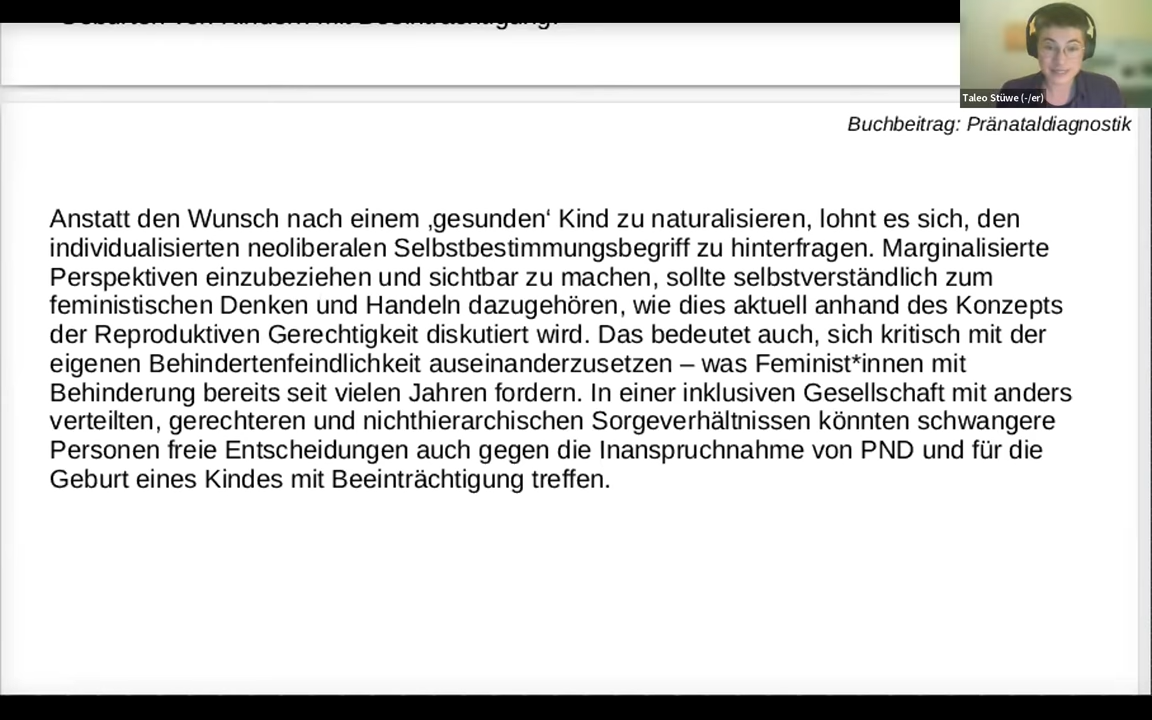 Geburten von Kindern mit Beeinträchtigung.
Taleo Stüwe (-/er)
Buchbeitrag: Pränataldiagnostik
Anstatt den Wunsch nach einem ‚gesunden‘ Kind zu naturalisieren, lohnt es sich, den
individualisierten neoliberalen Selbstbestimmungsbegriff zu hinterfragen. Marginalisierte
Perspektiven einzubeziehen und sichtbar zu machen, sollte selbstverständlich zum
feministischen Denken und Handeln dazugehören, wie dies aktuell anhand des Konzepts
der Reproduktiven Gerechtigkeit diskutiert wird. Das bedeutet auch, sich kritisch mit der
eigenen Behindertenfeindlichkeit auseinanderzusetzen – was Feminist*innen mit
Behinderung bereits seit vielen Jahren fordern. In einer inklusiven Gesellschaft mit anders
verteilten, gerechteren und nichthierarchischen Sorgeverhältnissen könnten schwangere
Personen freie Entscheidungen auch gegen die Inanspruchnahme von PND und für die
Geburt eines Kindes mit Beeinträchtigung treffen.